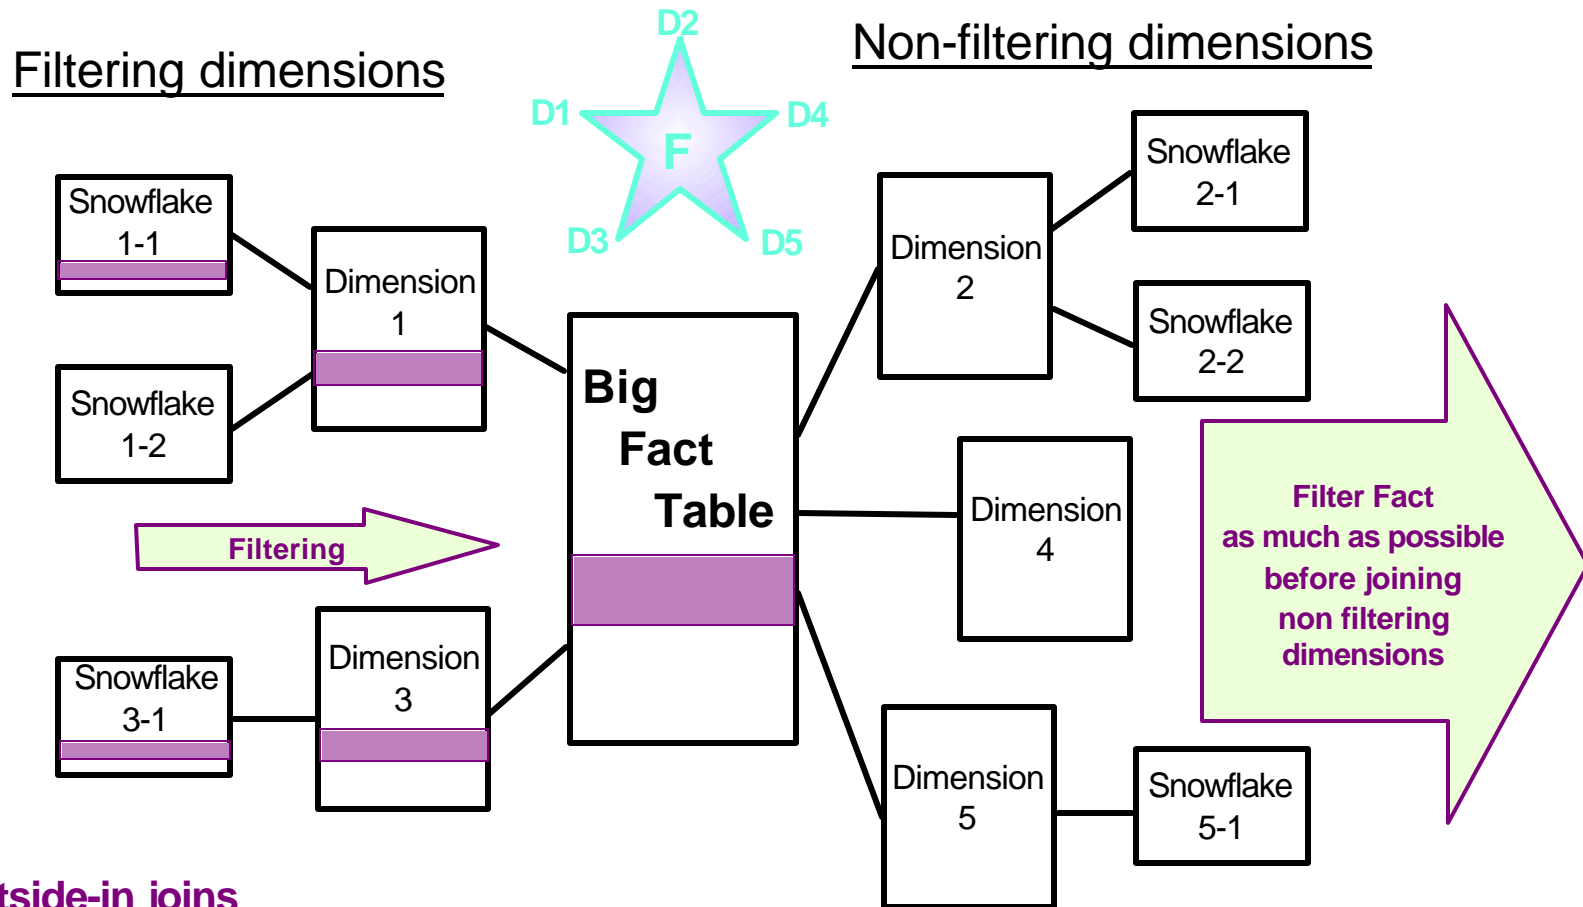 Filtering dimensions
D2
Non-filtering dimensions
D1
D4
F
D3
D5
Snowflake
1-1
Dimension
1
Snowflake
1-2
Filtering
Snowflake
3-1
Dimension
3
Big
Fact
Table
Dimension
2
Snowflake
2-1
Snowflake
2-2
Dimension
4
Dimension
5
Snowflake
5-1
Filter Fact
as much as possible
before joining
non filtering
dimensions
tside-in joins